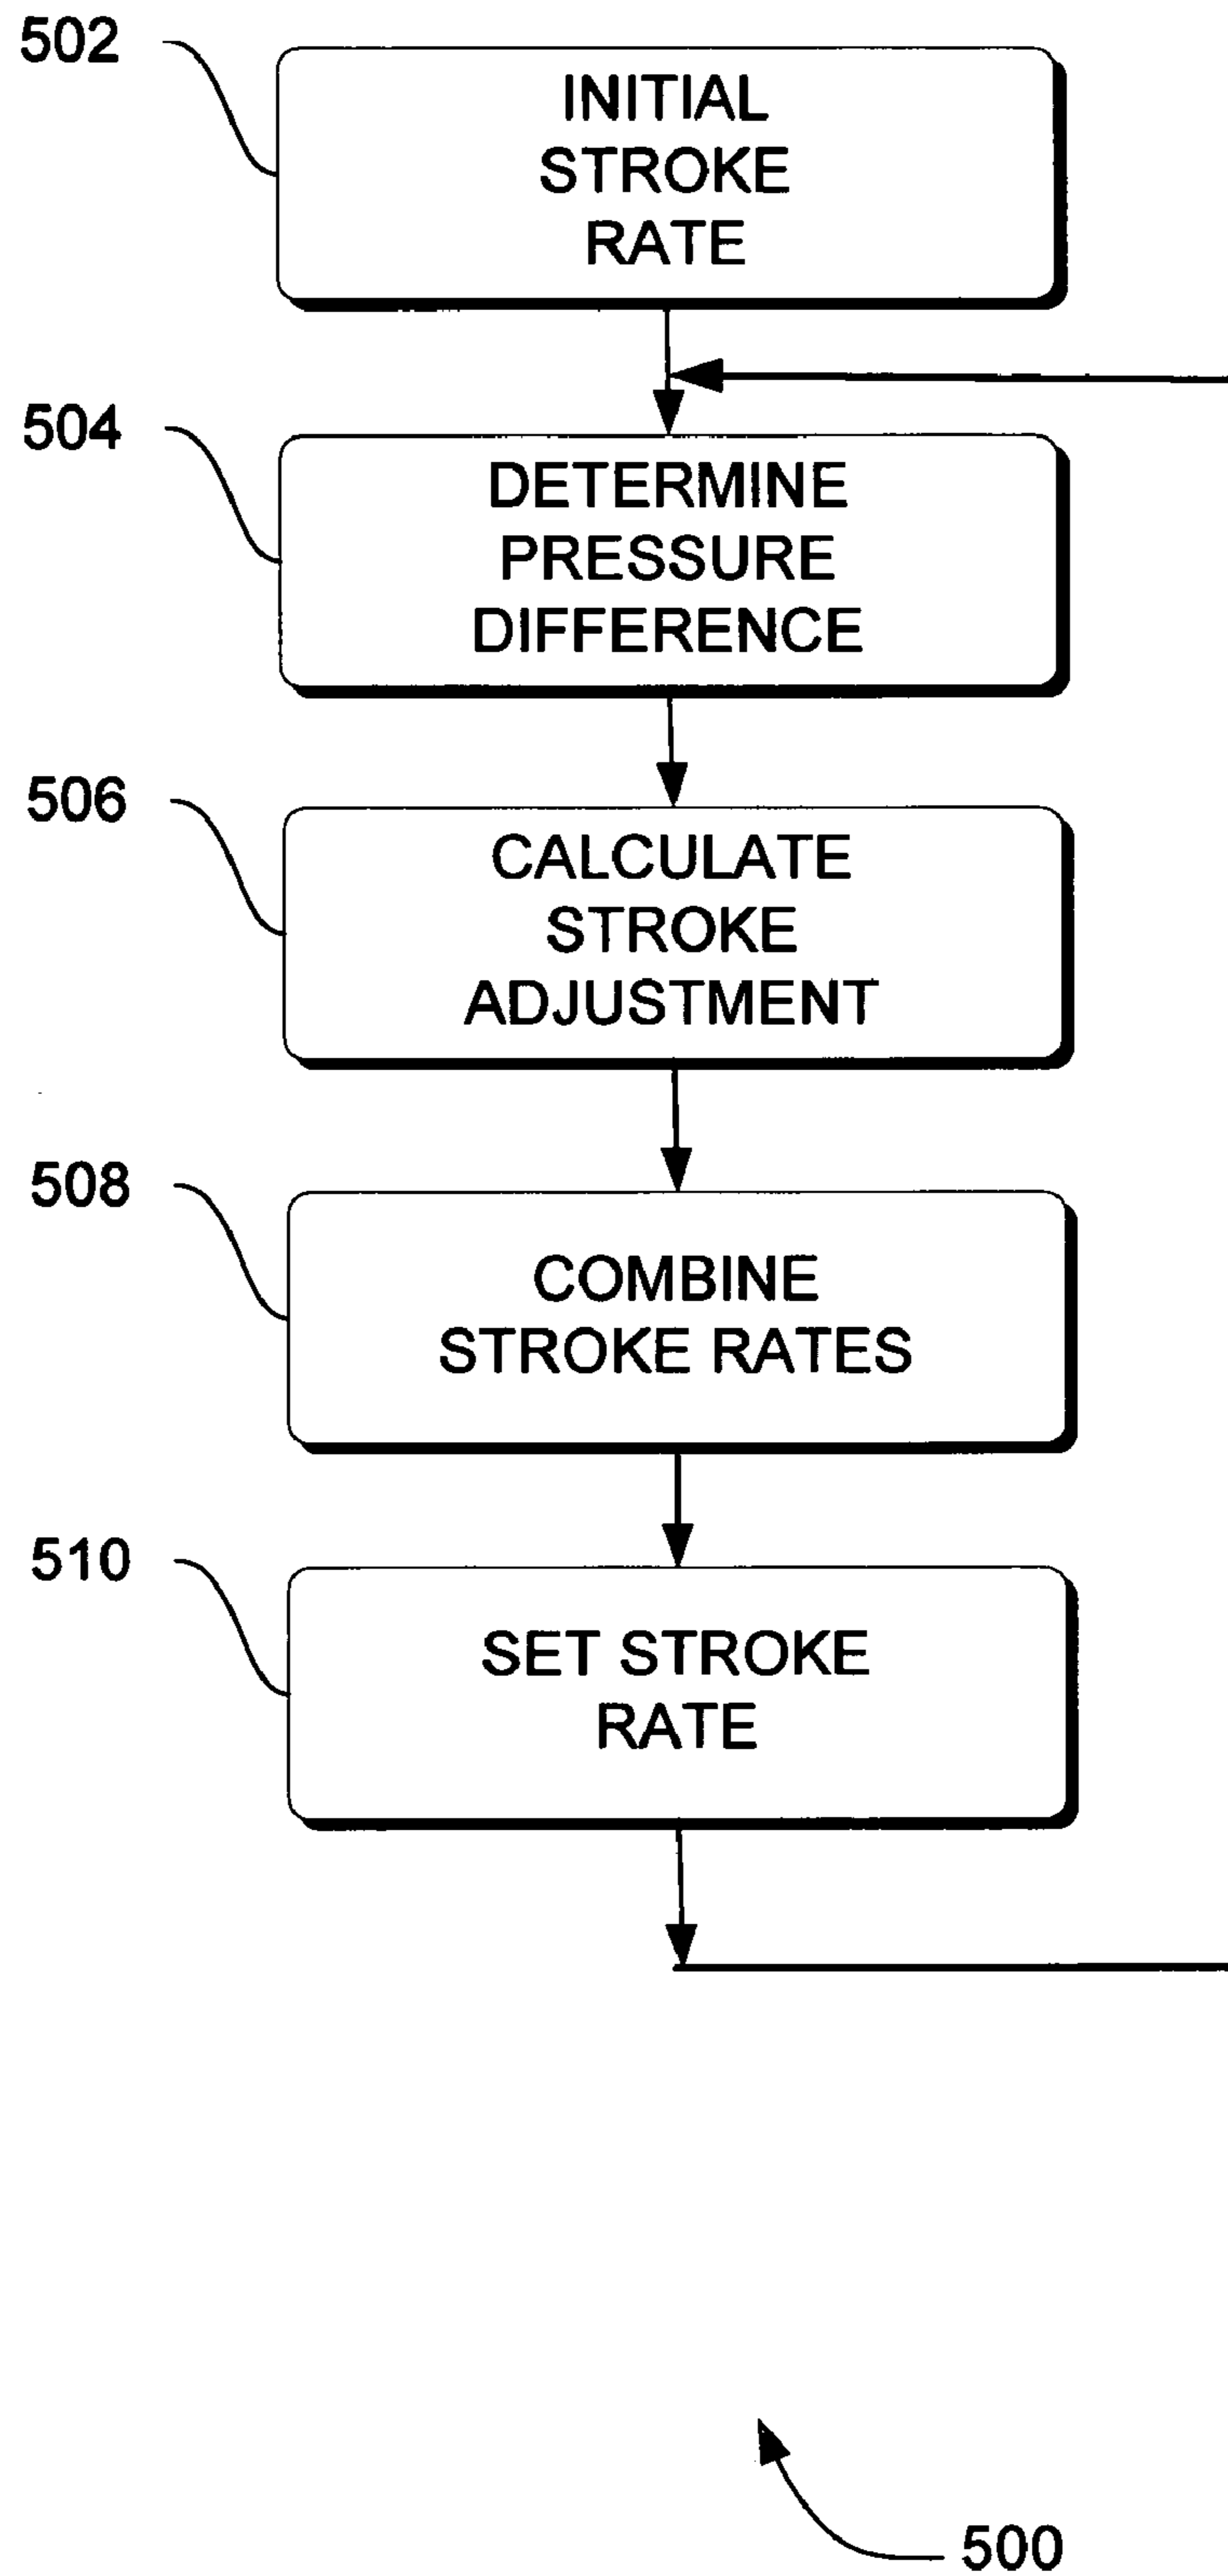 502
INITIAL
STROKE
RATE
504
DETERMINE
PRESSURE
DIFFERENCE
506
CALCULATE
STROKE
ADJUSTMENT
508
COMBINE
STROKE RATES
510
SET STROKE
RATE
500